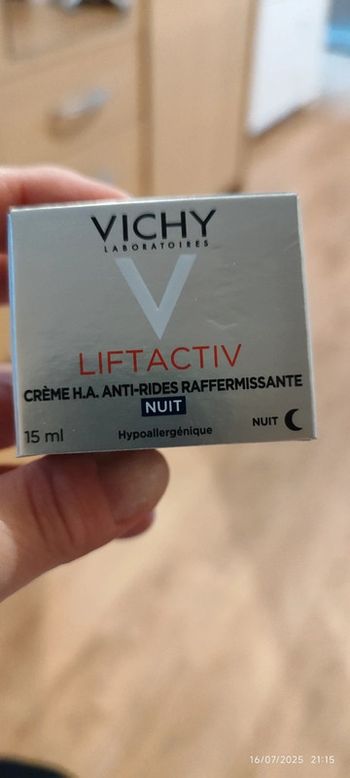 VICHY
LABORATOIRES
V
LIFTACTIV
CRÈME H.A. ANTI-RIDES RAFFERMISSANTE
NUIT
15 ml Hypoallergénique NUIT
16/07/2025 21:15